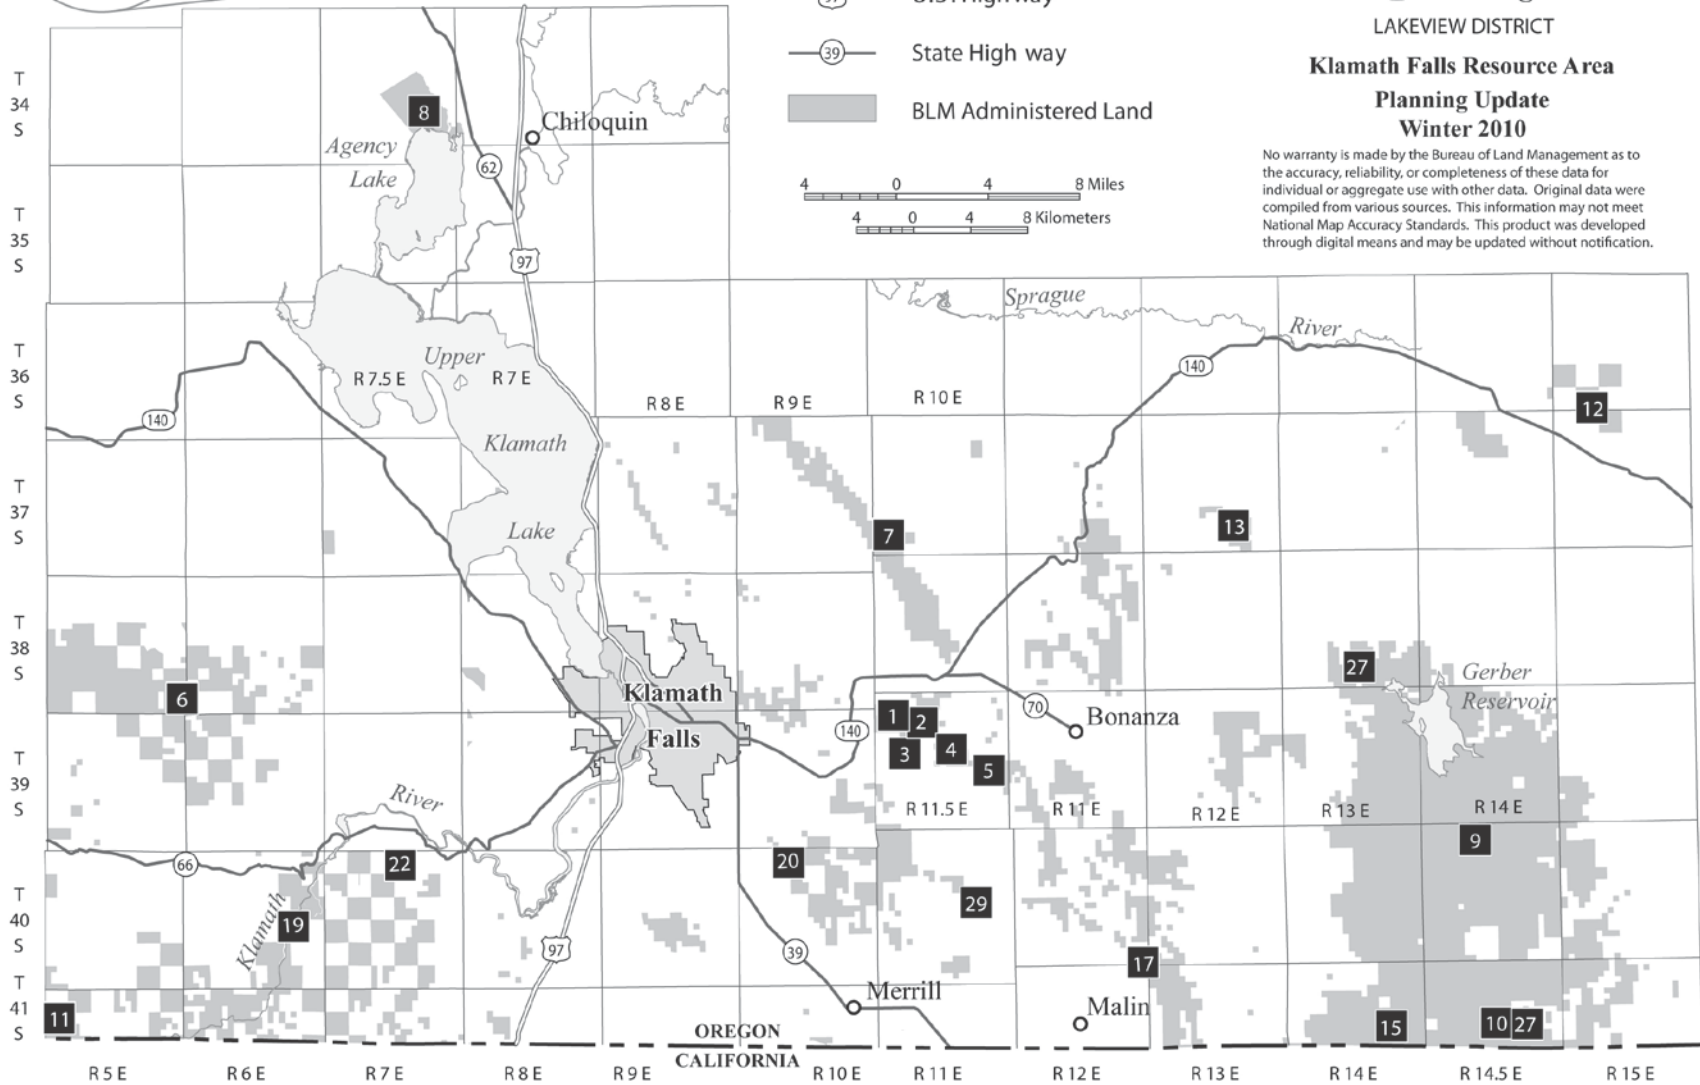 LAKEVIEW DISTRICT
State High way
39
Klamath Falls Resource Area
Planning Update
Winter 2010
BLM Administered Land
No warranty is made by the Bureau of Land Management as to
the accuracy, reliability, or completeness of these data for
individual or aggregate use with other data. Original data were
compiled from various sources. This information may not meet
National Map Accuracy Standards. This product was developed
through digital means and may be updated without notification.
4 0 4 8 Miles
4 0 4 8 Kilometers
T
34
S
8
Chiloquin
Agency
Lake
62
T
35
S
97
Sprague
River
T
36
S
Upper
R 7.5 E
R 7 E
R 8 E
R 9 E
R 10 E
140
140
12
Klamath
T
37
S
Lake
7
13
T
38
S
6
Klamath
Falls
27
Gerber
Reservoir
70
Bonanza
1
2
3
4
5
140
T
39
S
River
R 11.5 E
R 11 E
R 12 E
R 13 E
R 14 E
66
22
20
9
T
40
S
19
Klamath
29
97
39
17
T
41
S
11
Merrill
Malin
15
10
27
OREGON
CALIFORNIA
R 5 E
R 6 E
R 7 E
R 8 E
R 9 E
R 10 E
R 11 E
R 12 E
R 13 E
R 14 E
R 14.5 E
R 15 E